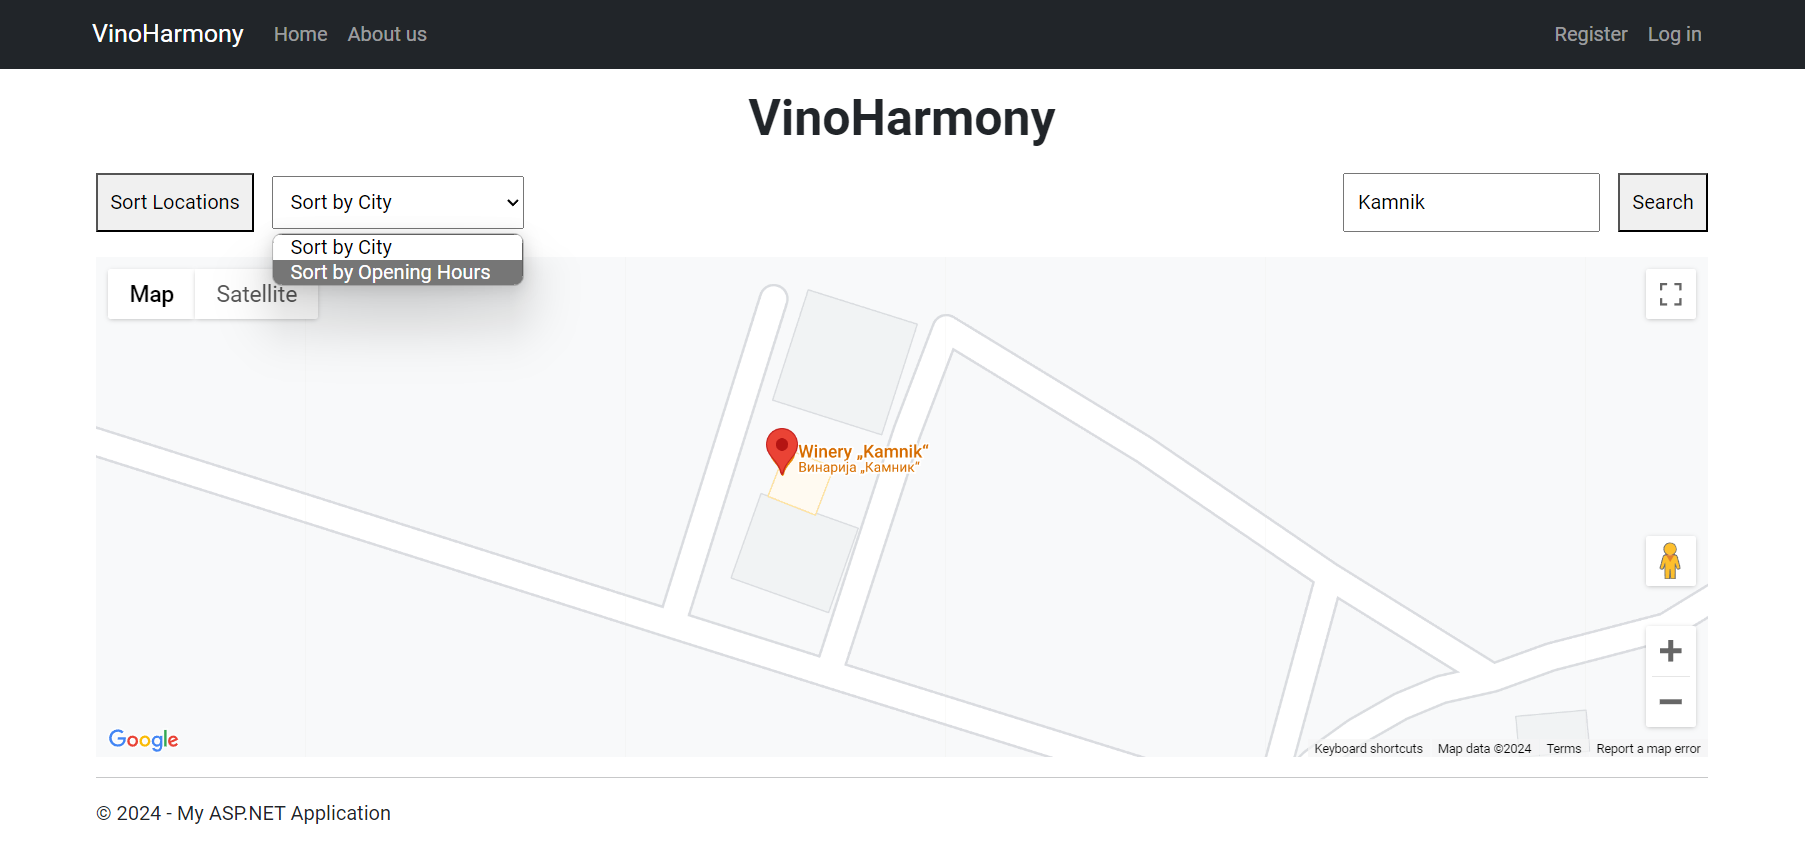 VinoHarmony Home About us Register Log in
VinoHarmony
Sort Locations Sort by City Kamnik Search
Sort by City
Sort by Opening Hours
Map Satellite
Winery „Kamnik“
Винарија „Камник“
Google
Keyboard shortcuts Map data ©2024 Terms Report a map error
© 2024 - My ASP.NET Application